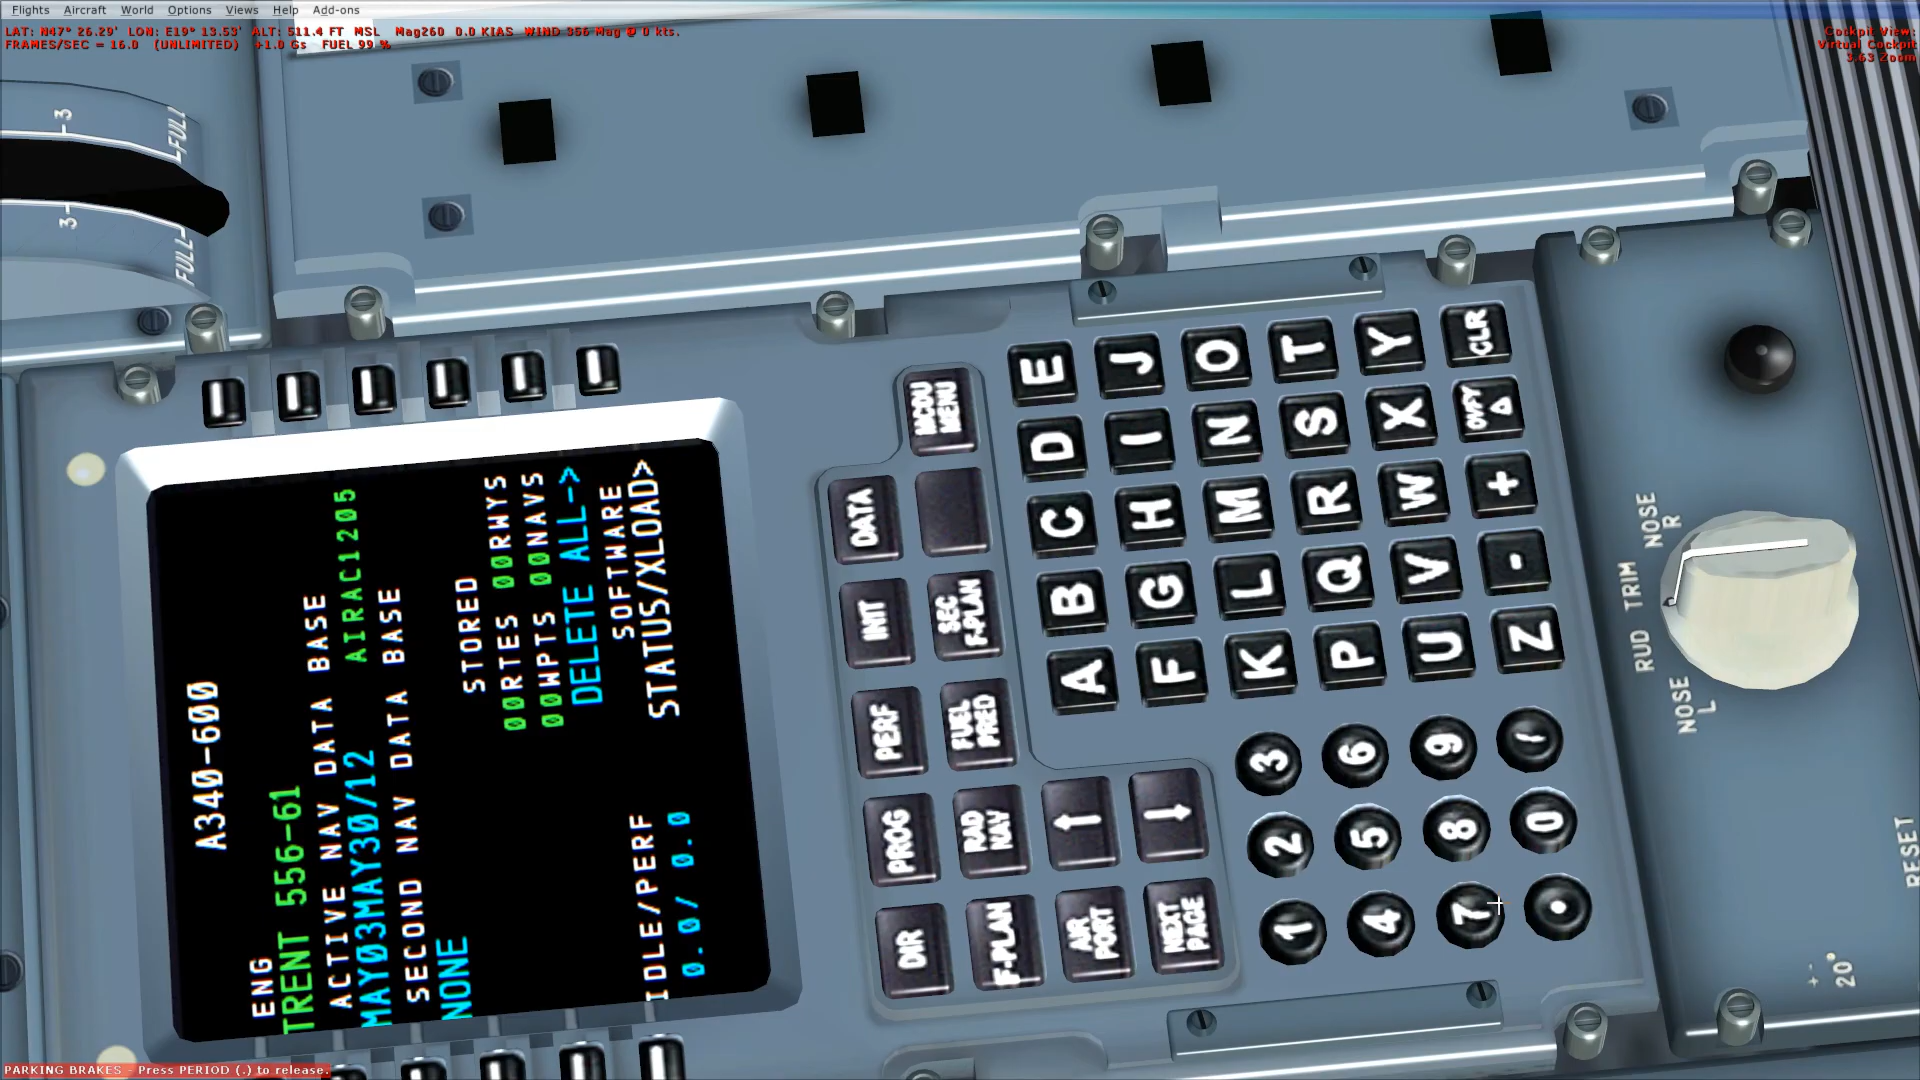 Flights Aircraft World Options Views Help Add-ons
LAT: N47° 26.29' LON: E19° 13.53' ALT: 511.4 FT MSL Mag260 0.0 KIAS WIND 356 Mag @ 0 kts.
FRAMES/SEC = 16.0 (UNLIMITED) +1.0 Gs FUEL 99 %
Cockpit View:
Virtual Cockpit
3.63 Zoom
3 FULL
3 FULL
A340-600
ENG
TRENT 556-61
ACTIVE NAV DATA BASE
MAY03MAY30/12 AIRAC1205
SECOND NAV DATA BASE
NONE
STORED
00RTES 00RWYS
00WPTS 00NAVS
DELETE ALL->
IDLE/PERF SOFTWARE
0.0/ 0.0 STATUS/XLOAD>
DIR PROG PERF INIT DATA
MCDU MENU
F-PLAN RAD NAV FUEL PRED SEC F-PLAN
AIR PORT ↑
NEXT PAGE ↓
A B C D E
F G H I J
K L M N O
P Q R S T
U V W X Y
Z - + OVFY Δ CLR
1 2 3
4 5 6
7 8 9
. 0 /
NOSE L RUD TRIM NOSE R
RESET
+-
20°
PARKING BRAKES - Press PERIOD (.) to release.